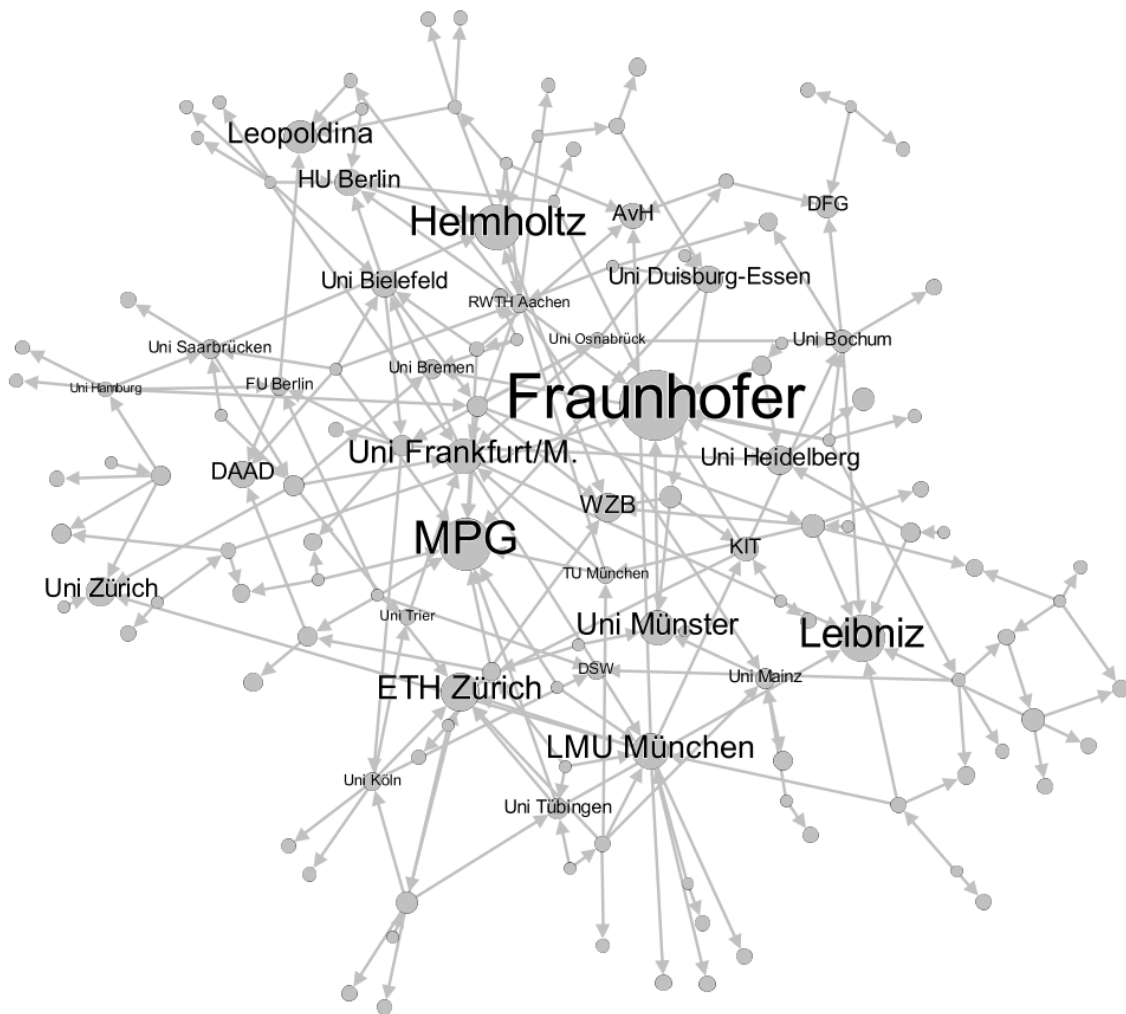 Leopoldina
HU Berlin
Helmholtz
AvH
DFG
Uni Bielefeld
RWTH Aachen
Uni Duisburg-Essen
Uni Saarbrücken
Uni Osnabrück
Uni Bochum
Uni Bremen
Uni Hamburg
FU Berlin
Fraunhofer
Uni Frankfurt/M.
Uni Heidelberg
DAAD
WZB
MPG
KIT
TU München
Uni Zürich
Uni Trier
Uni Münster
Leibniz
DSW
Uni Mainz
ETH Zürich
LMU München
Uni Köln
Uni Tübingen